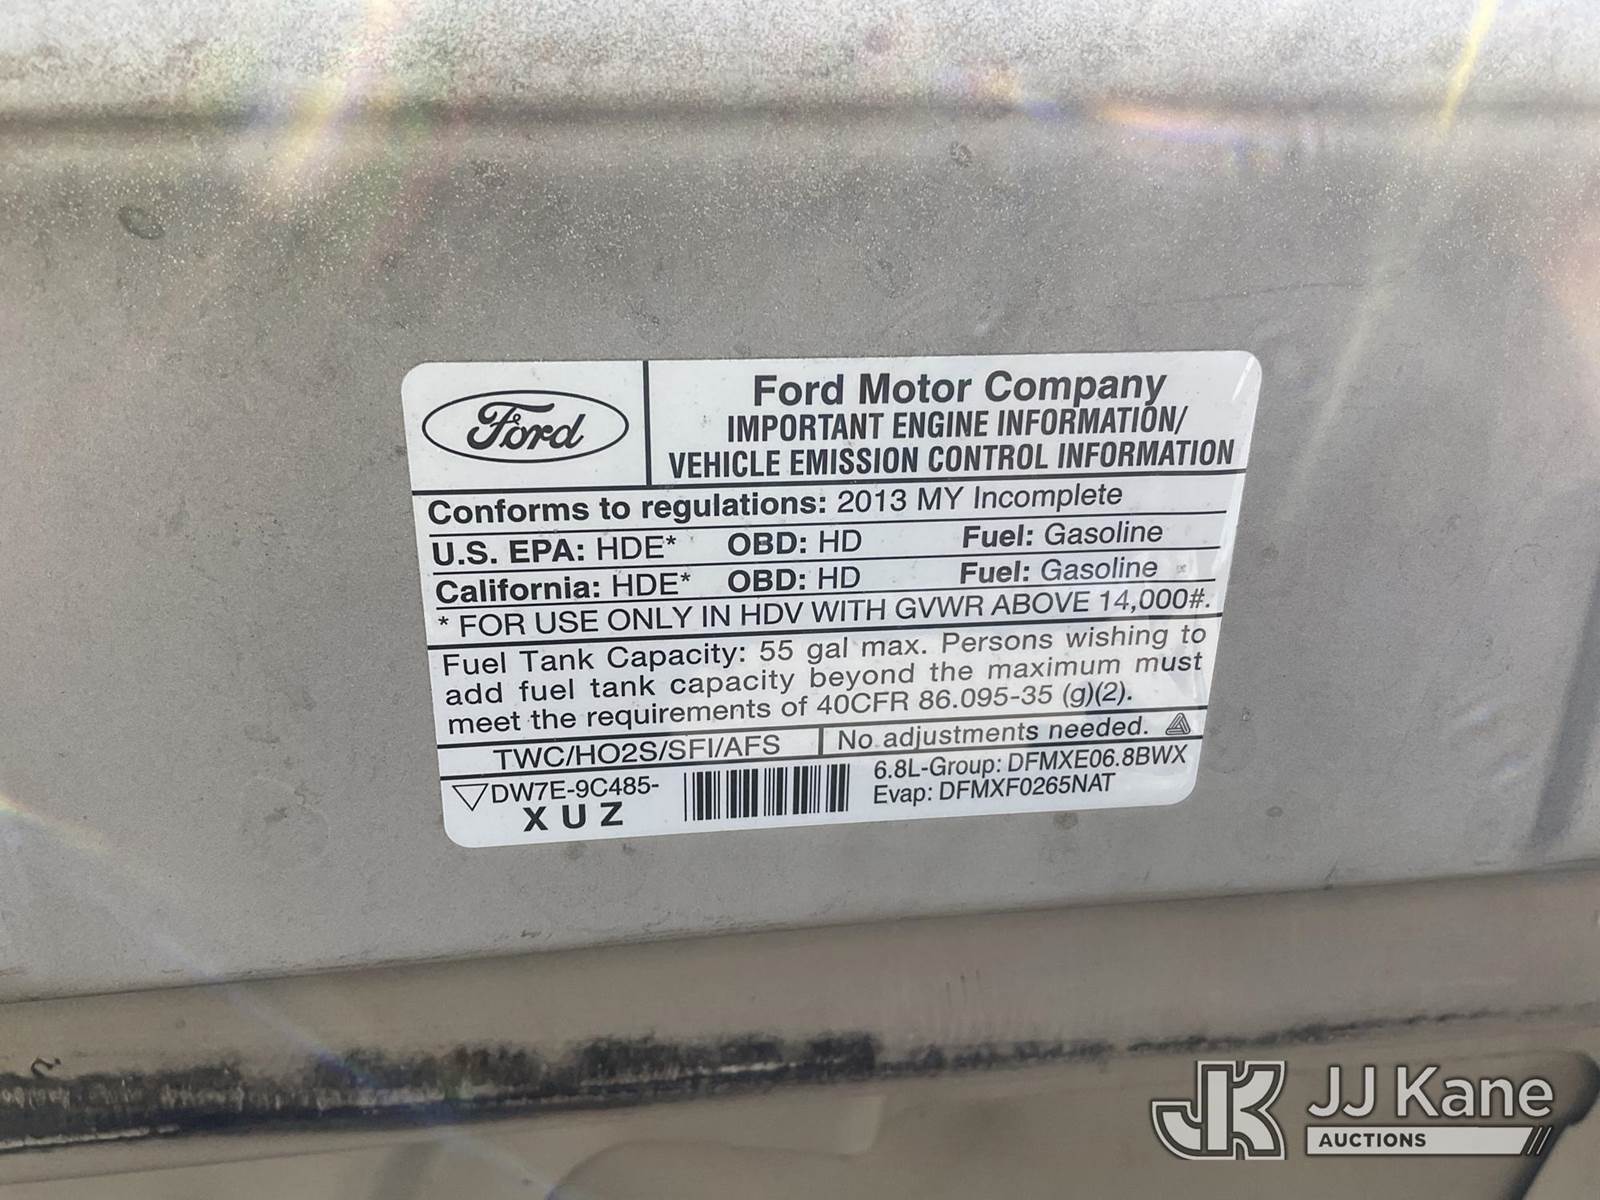 Ford
Ford Motor Company
IMPORTANT ENGINE INFORMATION/
VEHICLE EMISSION CONTROL INFORMATION
Conforms to regulations: 2013 MY Incomplete
U.S. EPA: HDE* OBD: HD Fuel: Gasoline
California: HDE* OBD: HD Fuel: Gasoline
* FOR USE ONLY IN HDV WITH GVWR ABOVE 14,000#.
Fuel Tank Capacity: 55 gal max. Persons wishing to
add fuel tank capacity beyond the maximum must
meet the requirements of 40CFR 86.095-35 (g)(2).
TWC/HO2S/SFI/AFS No adjustments needed.
DW7E-9C485-
X U Z
6.8L-Group: DFMXE06.8BWX
Evap: DFMXF0265NAT
JK JJ Kane
AUCTIONS